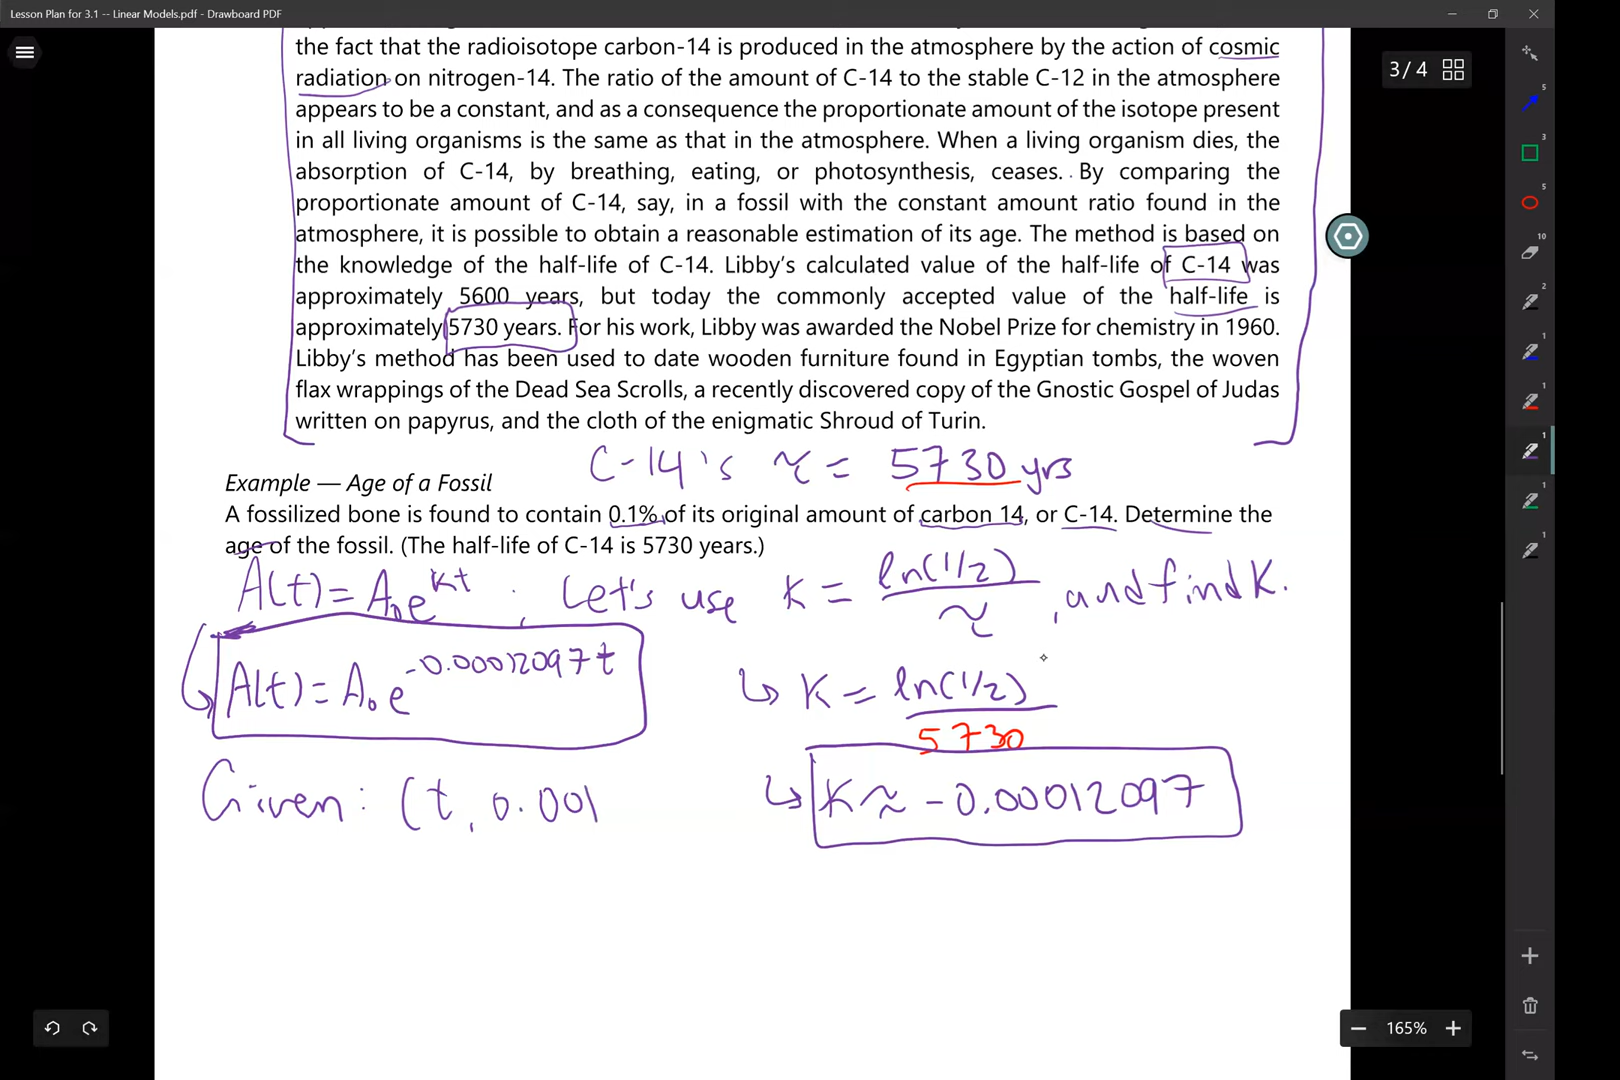 Lesson Plan for 3.1 -- Linear Models.pdf - Drawboard PDF
3 / 4
the fact that the radioisotope carbon-14 is produced in the atmosphere by the action of cosmic
radiation on nitrogen-14. The ratio of the amount of C-14 to the stable C-12 in the atmosphere
appears to be a constant, and as a consequence the proportionate amount of the isotope present
in all living organisms is the same as that in the atmosphere. When a living organism dies, the
absorption of C-14, by breathing, eating, or photosynthesis, ceases. By comparing the
proportionate amount of C-14, say, in a fossil with the constant amount ratio found in the
atmosphere, it is possible to obtain a reasonable estimation of its age. The method is based on
the knowledge of the half-life of C-14. Libby's calculated value of the half-life of C-14 was
approximately 5600 years, but today the commonly accepted value of the half-life is
approximately 5730 years. For his work, Libby was awarded the Nobel Prize for chemistry in 1960.
Libby's method has been used to date wooden furniture found in Egyptian tombs, the woven
flax wrappings of the Dead Sea Scrolls, a recently discovered copy of the Gnostic Gospel of Judas
written on papyrus, and the cloth of the enigmatic Shroud of Turin.
C-14's τ = 5730 yrs
Example — Age of a Fossil
A fossilized bone is found to contain 0.1% of its original amount of carbon 14, or C-14. Determine the
age of the fossil. (The half-life of C-14 is 5730 years.)
A(t) = A₀e^kt. Let's use K = ln(1/2)/τ, and find K.
A(t) = A₀e^-0.00012097t
↳ K = ln(1/2)/5730
Given: (t, 0.001
↳ K ≈ -0.00012097
165%
5
3
5
10
2
1
1
1
1
1